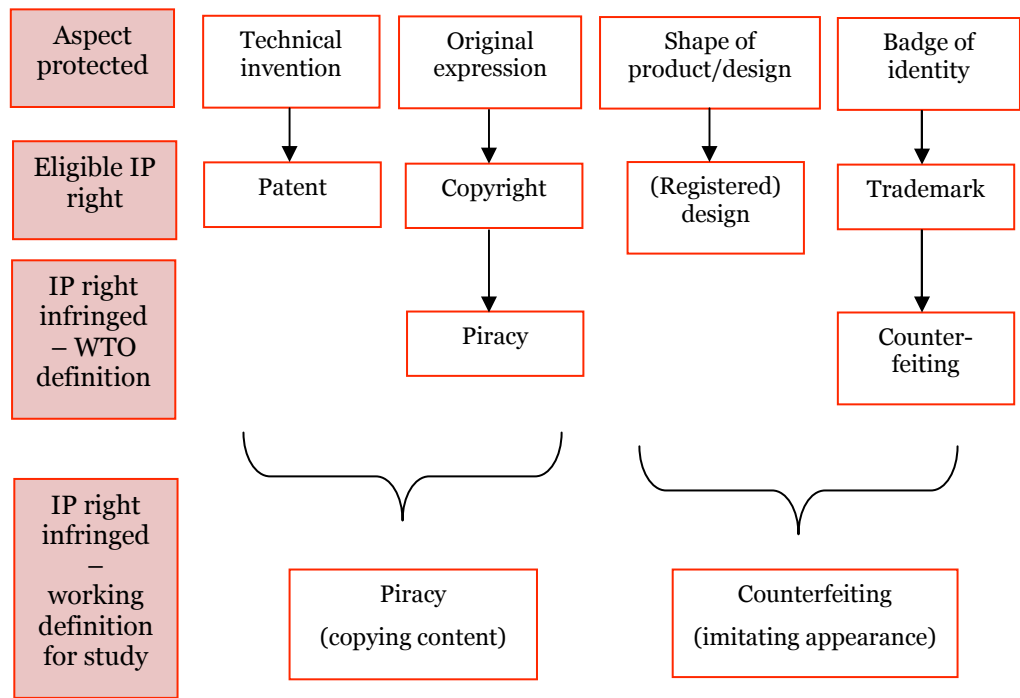 Aspect
protected
Technical
invention
Original
expression
Shape of
product/design
Badge of
identity
Eligible IP
right
Patent
Copyright
(Registered)
design
Trademark
IP right
infringed
– WTO
definition
Piracy
Counter-
feiting
IP right
infringed
–
working
definition
for study
Piracy
(copying content)
Counterfeiting
(imitating appearance)